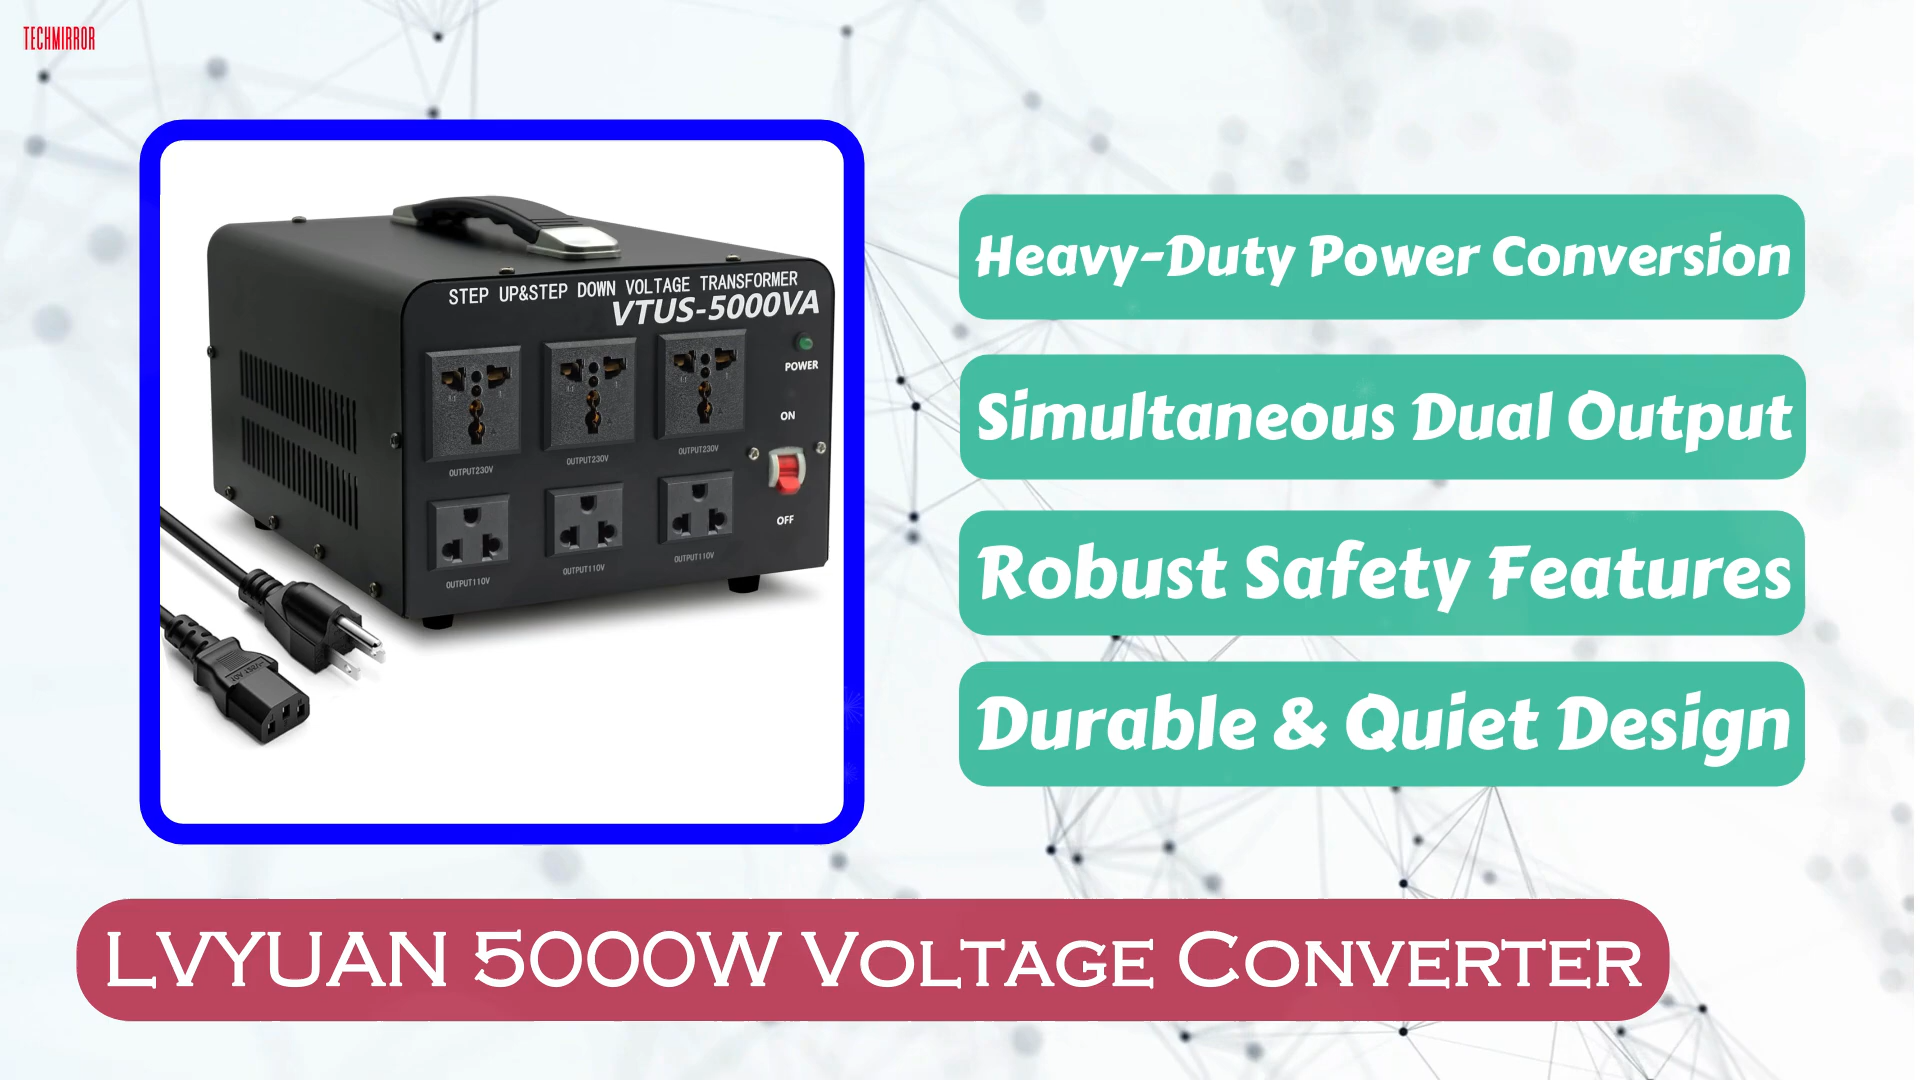 TECHMIRROR
STEP UP&STEP DOWN VOLTAGE TRANSFORMER
VTUS-5000VA
POWER
ON
OFF
OUTPUT230V
OUTPUT230V
OUTPUT230V
OUTPUT110V
OUTPUT110V
OUTPUT110V
Heavy-Duty Power Conversion
Simultaneous Dual Output
Robust Safety Features
Durable & Quiet Design
LVYUAN 5000W Voltage Converter